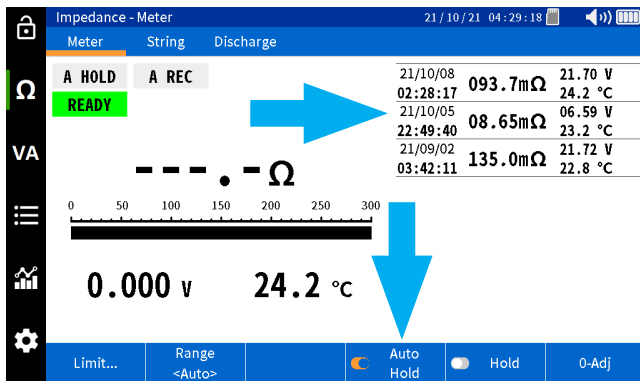 Impedance - Meter 21/10/21 04:29:18
Meter String Discharge
A HOLD A REC
READY
21/10/08
02:28:17 093.7mΩ 21.70 V
24.2 °C
21/10/05
22:49:40 08.65mΩ 06.59 V
23.2 °C
21/09/02
03:42:11 135.0mΩ 21.72 V
22.8 °C
Ω
VA
---.-Ω
0 50 100 150 200 250 300
0.000 V 24.2 °C
Limit...
Range
<Auto>
Auto
Hold
Hold
0-Adj